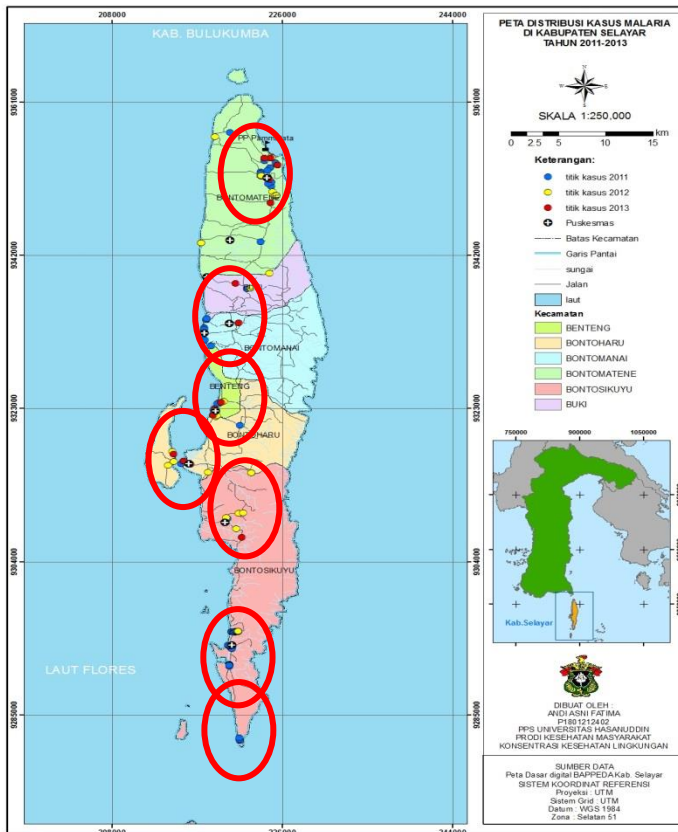 208000 226000 244000
KAB. BULUKUMBA
9361000
PP Pammatata
BONTOMATENE
9342000
BONTOMANAI
BENTENG
9323000
BONTOHARU
9304000
BONTOSIKUYU
LAUT FLORES
9285000
208000 226000 244000
PETA DISTRIBUSI KASUS MALARIA
DI KABUPATEN SELAYAR
TAHUN 2011-2013
SKALA 1:250,000
km
0 2.5 5 10 15
Keterangan:
titik kasus 2011
titik kasus 2012
titik kasus 2013
Puskesmas
Batas Kecamatan
Garis Pantai
sungai
Jalan
laut
Kecamatan
BENTENG
BONTOHARU
BONTOMANAI
BONTOMATENE
BONTOSIKUYU
BUKI
750000 900000 1050000
Kab.Selayar
750000 900000 1050000
DIBUAT OLEH :
ANDI ASNI FATIMA
P1801212402
PPS UNIVERSITAS HASANUDDIN
PRODI KESEHATAN MASYARAKAT
KONSENTRASI KESEHATAN LINGKUNGAN
SUMBER DATA
Peta Dasar digital BAPPEDA Kab. Selayar
SISTEM KOORDINAT REFERENSI
Proyeksi : UTM
Sistem Grid : UTM
Datum : WGS 1984
Zona : Selatan 51